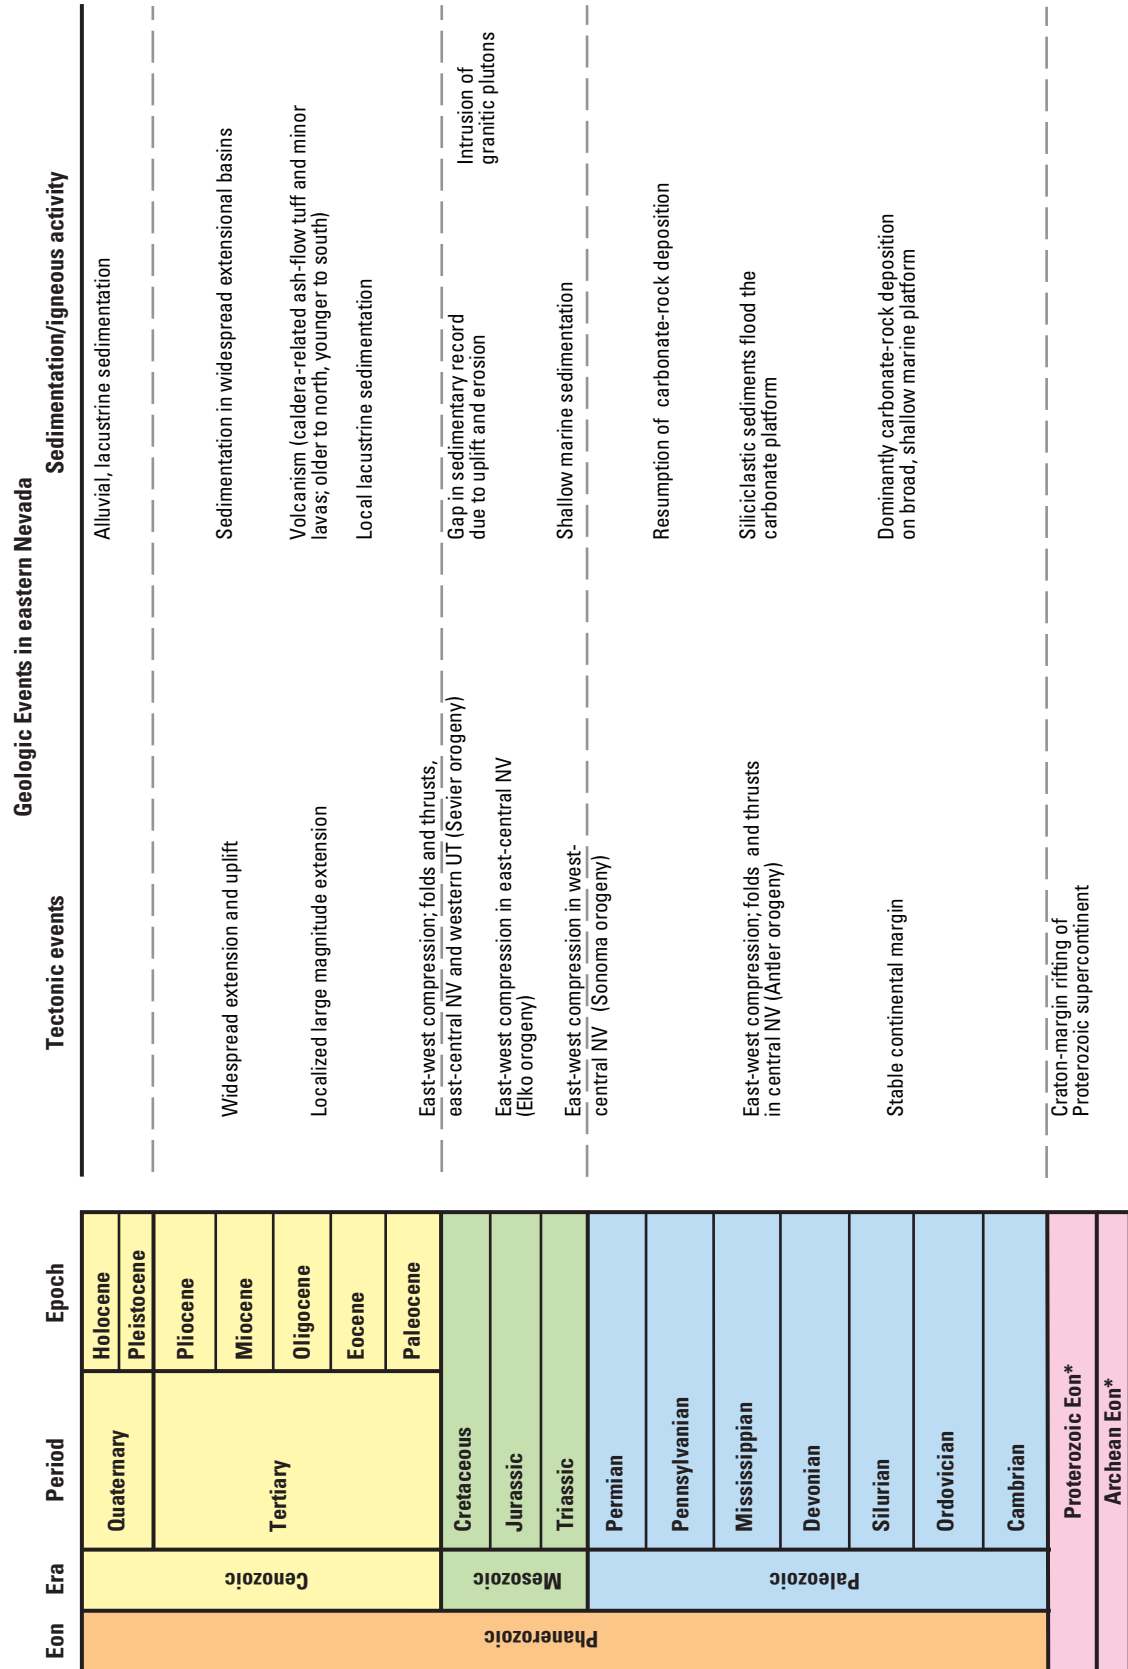 Geologic Events in eastern Nevada
Eon
Era
Period
Epoch
Tectonic events
Sedimentation/igneous activity
Phanerozoic
Cenozoic
Quaternary
Holocene
Pleistocene
Alluvial, lacustrine sedimentation
Tertiary
Pliocene
Miocene
Oligocene
Eocene
Paleocene
Widespread extension and uplift
Sedimentation in widespread extensional basins
Localized large magnitude extension
Volcanism (caldera-related ash-flow tuff and minor
lavas; older to north, younger to south)
Local lacustrine sedimentation
Mesozoic
Cretaceous
Jurassic
Triassic
East-west compression; folds and thrusts,
east-central NV and western UT (Sevier orogeny)
Gap in sedimentary record
due to uplift and erosion
Intrusion of
granitic plutons
East-west compression in east-central NV
(Elko orogeny)
East-west compression in west-
central NV (Sonoma orogeny)
Shallow marine sedimentation
Paleozoic
Permian
Pennsylvanian
Mississippian
Devonian
Silurian
Ordovician
Cambrian
Resumption of carbonate-rock deposition
East-west compression; folds and thrusts
in central NV (Antler orogeny)
Siliciclastic sediments flood the
carbonate platform
Stable continental margin
Dominantly carbonate-rock deposition
on broad, shallow marine platform
Proterozoic Eon*
Craton-margin rifting of
Proterozoic supercontinent
Archean Eon*